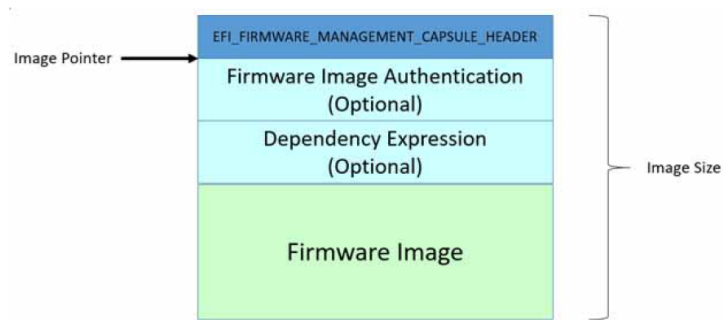 EFI_FIRMWARE_MANAGEMENT_CAPSULE_HEADER
Image Pointer
Firmware Image Authentication
(Optional)
Dependency Expression
(Optional)
Image Size
Firmware Image